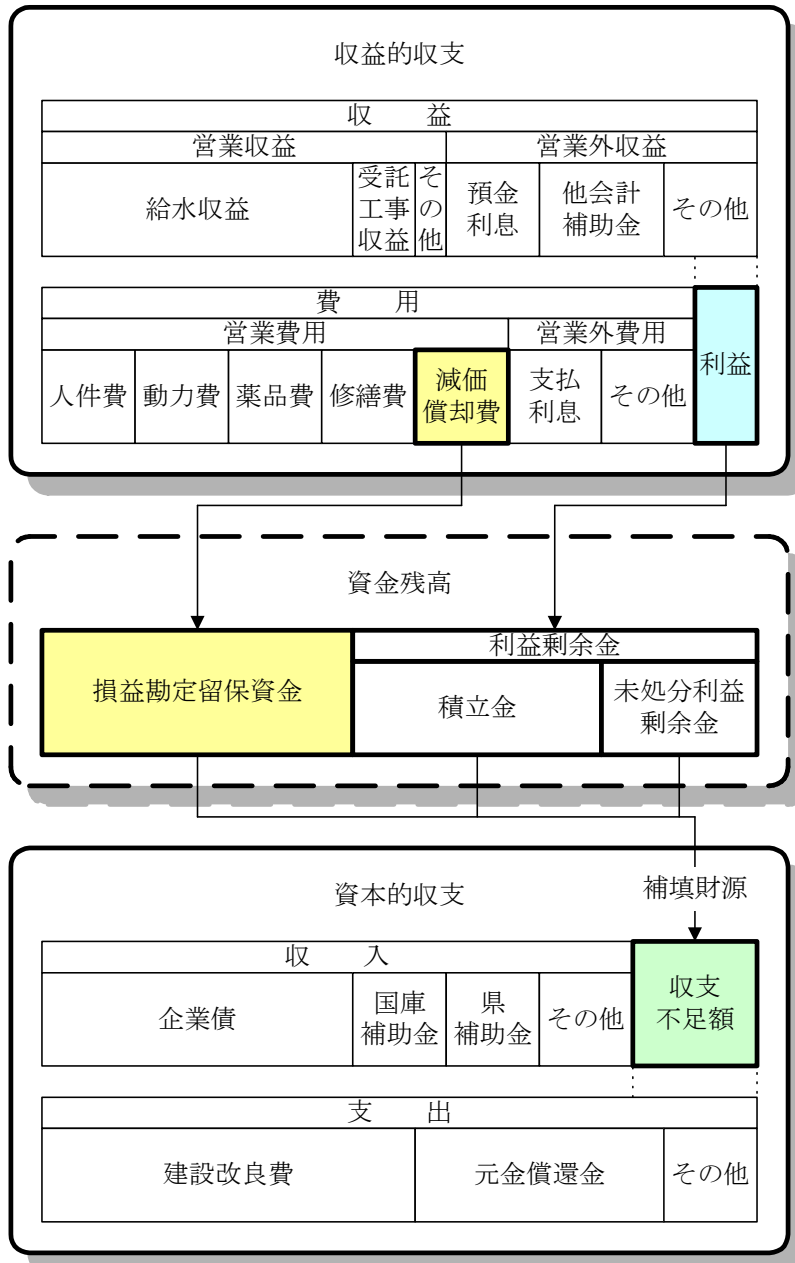 収益的収支
収　益
営業収益　営業外収益
給水収益　受託工事収益　その他　預金利息　他会計補助金　その他
費　用
営業費用　営業外費用　利益
人件費　動力費　薬品費　修繕費　減価償却費　支払利息　その他
資金残高
損益勘定留保資金　利益剰余金
積立金　未処分利益剰余金
資本的収支　補填財源
収　入　収支不足額
企業債　国庫補助金　県補助金　その他
支　出
建設改良費　元金償還金　その他